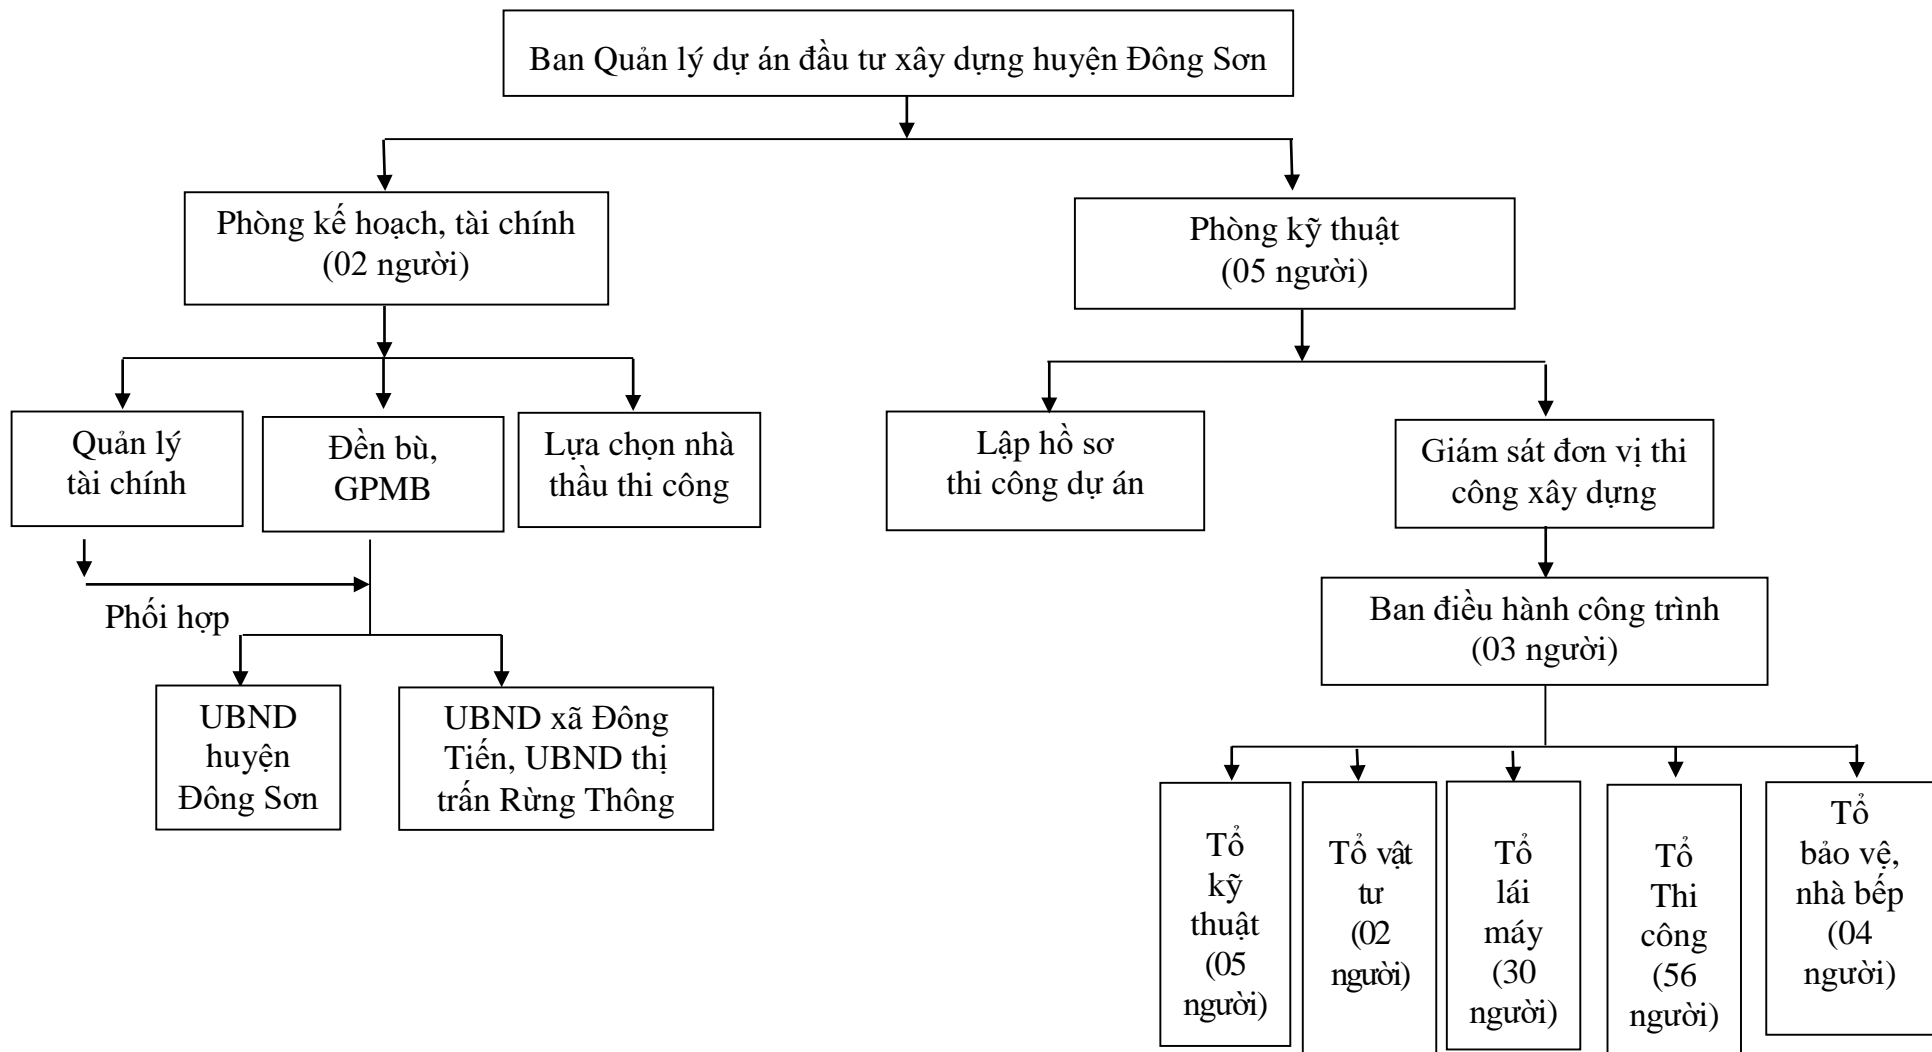 Ban Quản lý dự án đầu tư xây dựng huyện Đông Sơn
Phòng kế hoạch, tài chính
(02 người)
Phòng kỹ thuật
(05 người)
Quản lý
tài chính
Đền bù,
GPMB
Lựa chọn nhà
thầu thi công
Lập hồ sơ
thi công dự án
Giám sát đơn vị thi
công xây dựng
Phối hợp
Ban điều hành công trình
(03 người)
UBND
huyện
Đông Sơn
UBND xã Đông
Tiến, UBND thị
trấn Rừng Thông
Tổ
kỹ
thuật
(05
người)
Tổ vật
tư
(02
người)
Tổ
lái
máy
(30
người)
Tổ
Thi
công
(56
người)
Tổ
bảo vệ,
nhà bếp
(04
người)